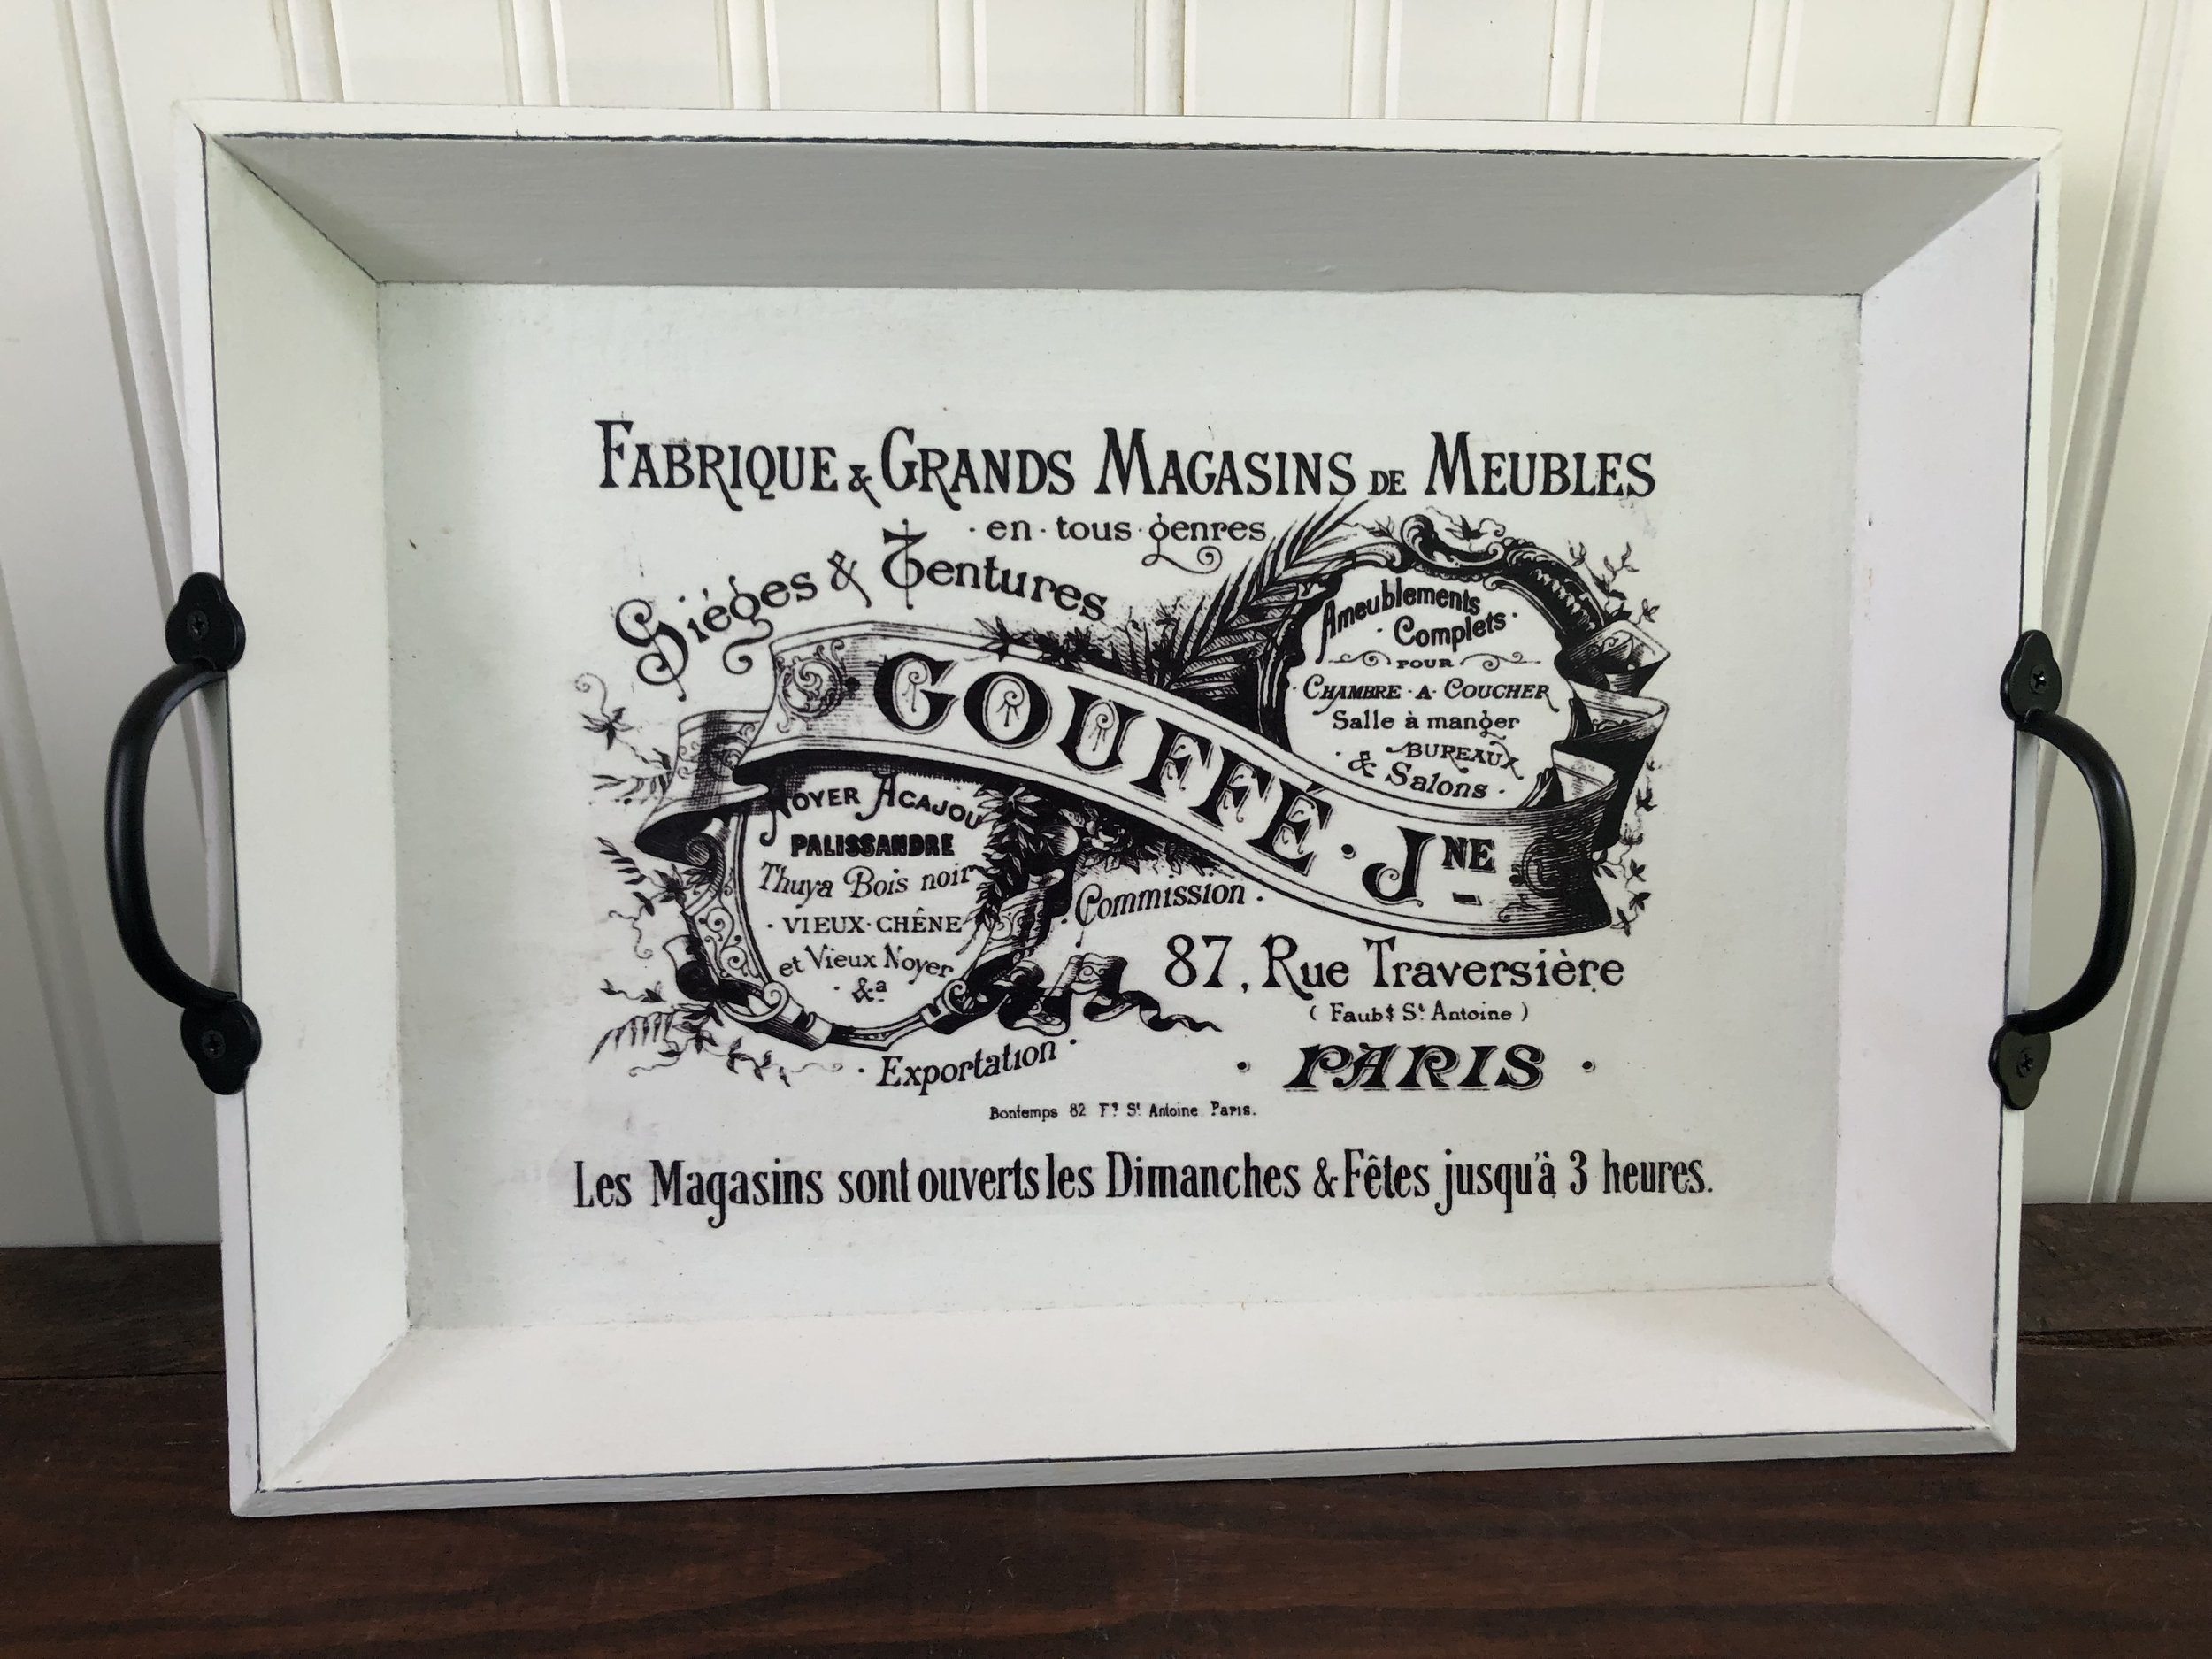 FABRIQUE & GRANDS MAGASINS DE MEUBLES
· en · tous · genres
Siéges & Tentures
GOUFFÉ · JNE
Ameublements
· Complets ·
POUR
CHAMBRE · A · COUCHER
Salle à manger
· & BUREAUX
Salons ·
NOYER ACAJOU
PALISSANDRE
Thuya Bois noir
· VIEUX · CHÊNE
et Vieux Noyer
· &a
· Commission ·
· Exportation ·
87, Rue Traversière
( Faubg St Antoine )
· PARIS ·
Bontemps 82 Fg St Antoine Paris.
Les Magasins sont ouverts les Dimanches & Fêtes jusqu'à 3 heures.